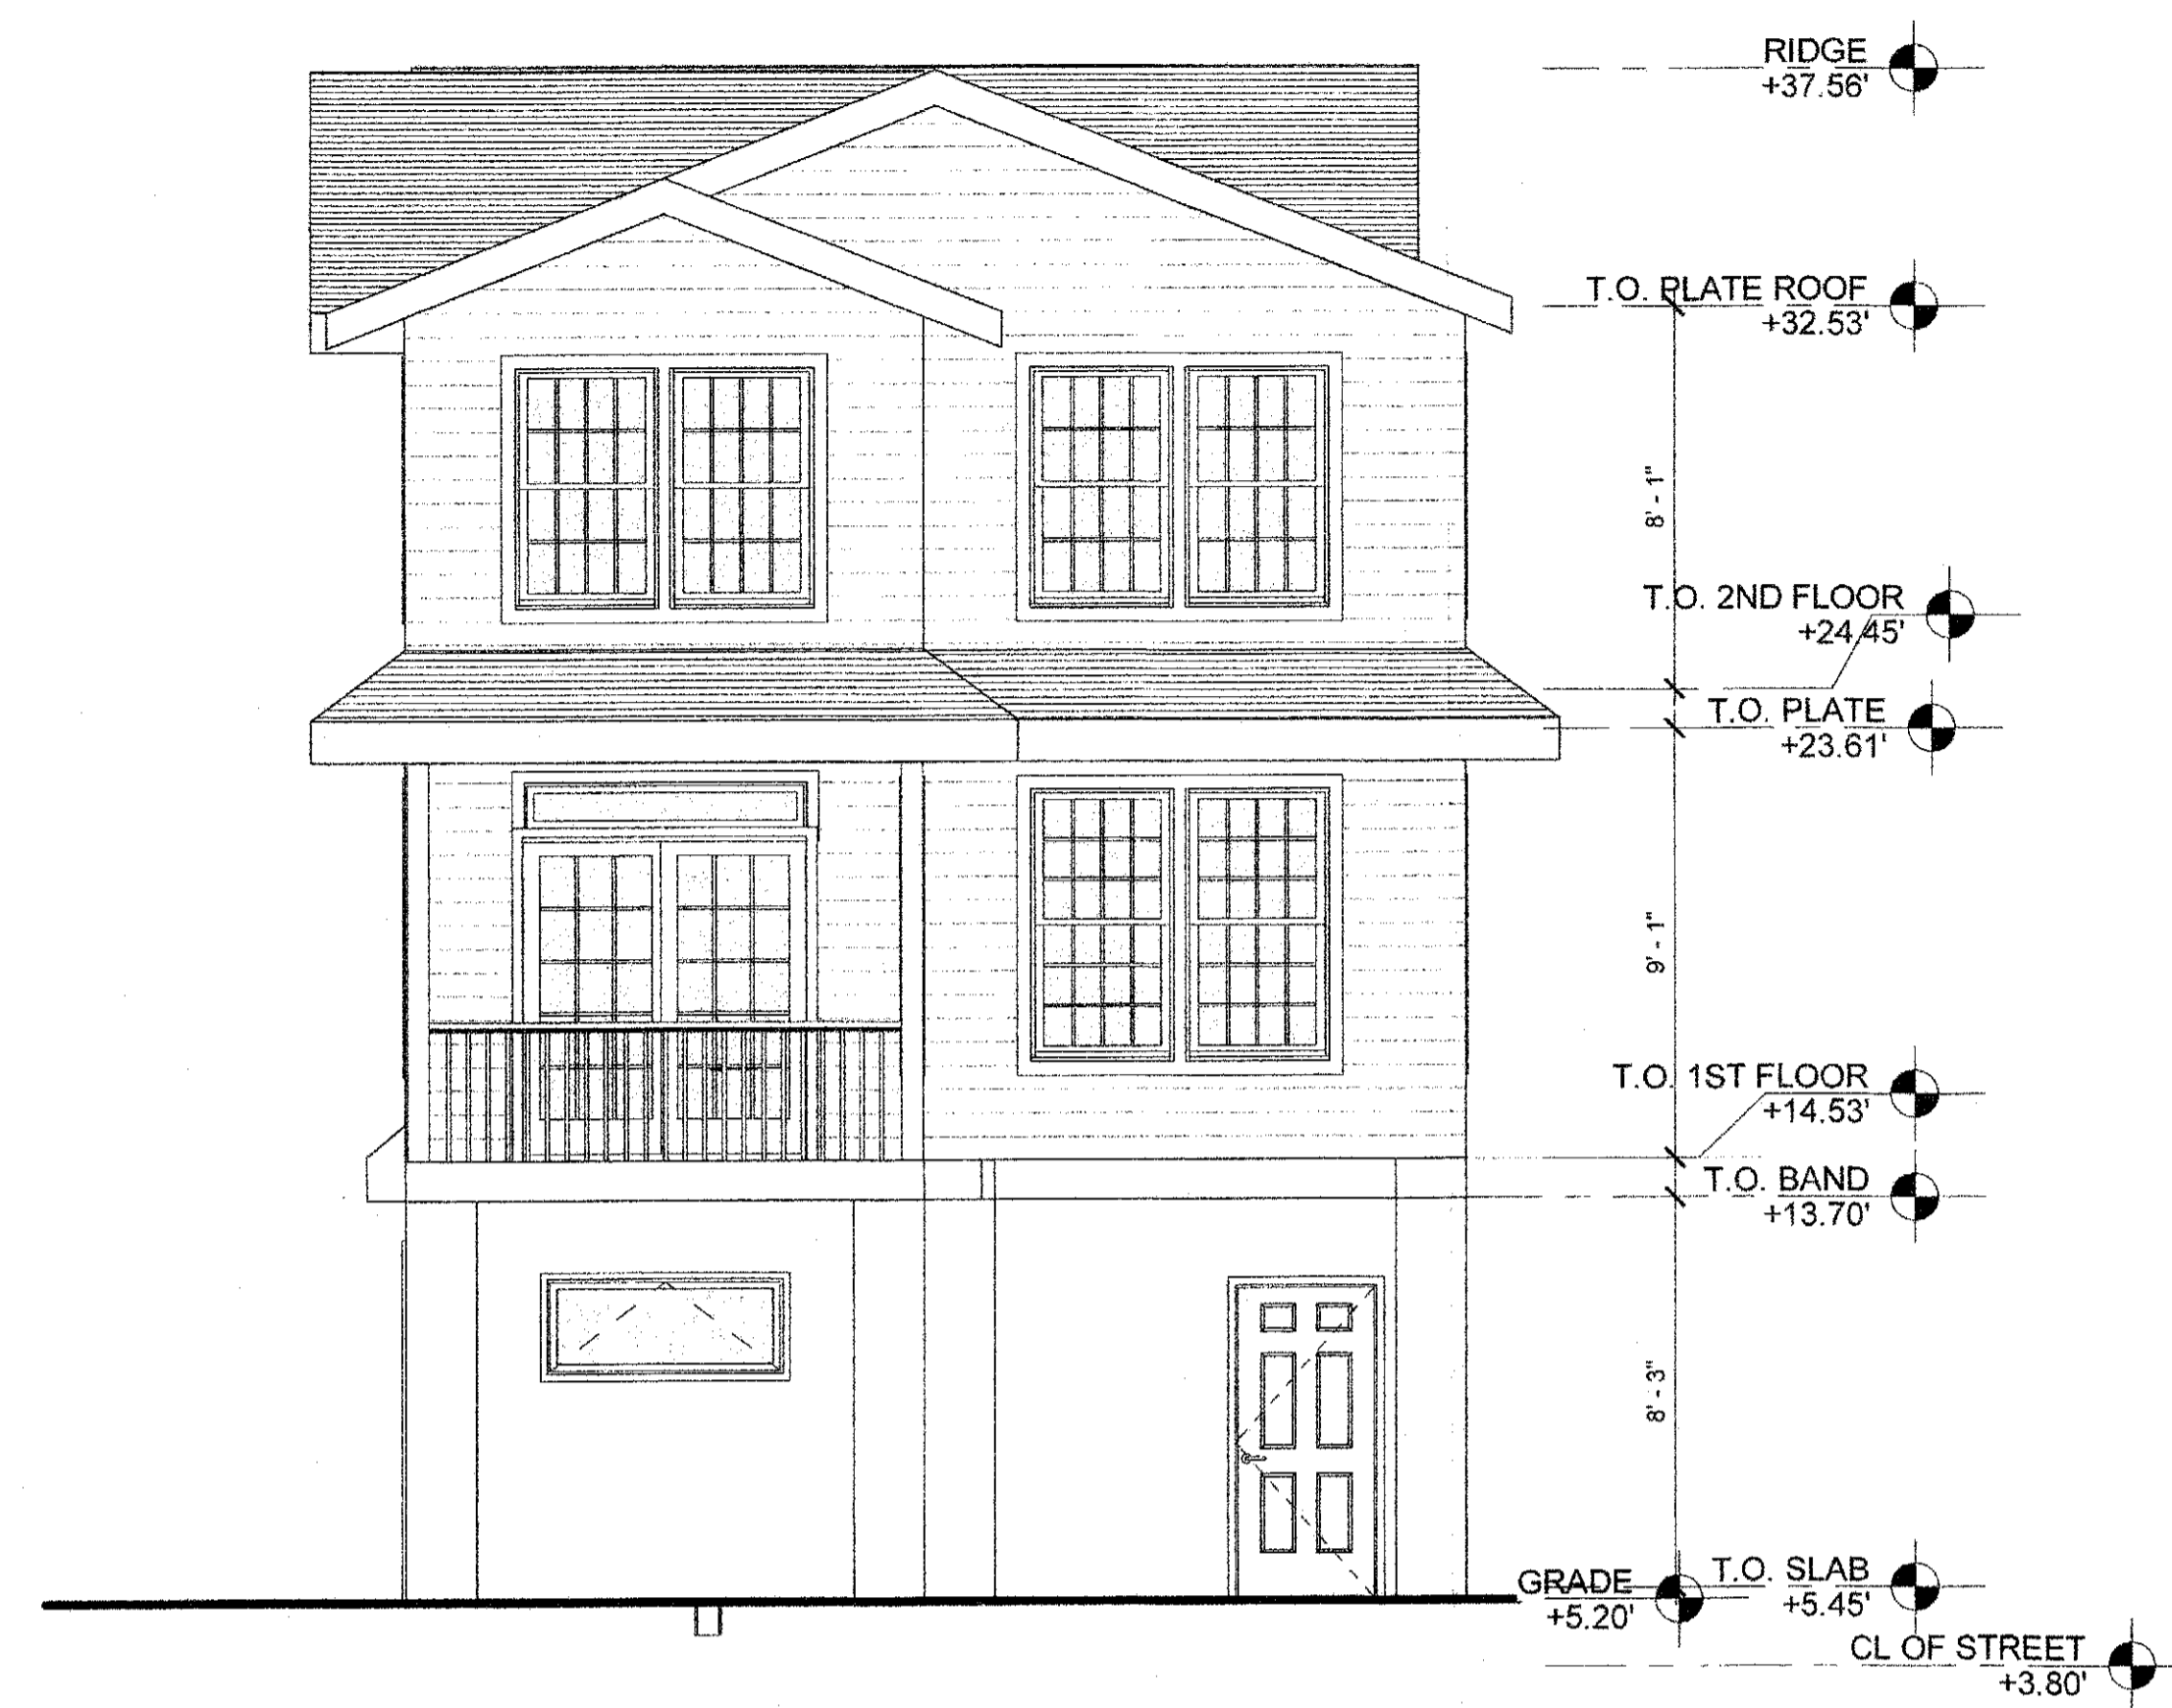 RIDGE
+37.56'
T.O. PLATE ROOF
+32.53'
8' - 1"
T.O. 2ND FLOOR
+24.45'
T.O. PLATE
+23.61'
9' - 1"
T.O. 1ST FLOOR
+14.53'
T.O. BAND
+13.70'
8' - 3"
GRADE
+5.20'
T.O. SLAB
+5.45'
CL OF STREET
+3.80'